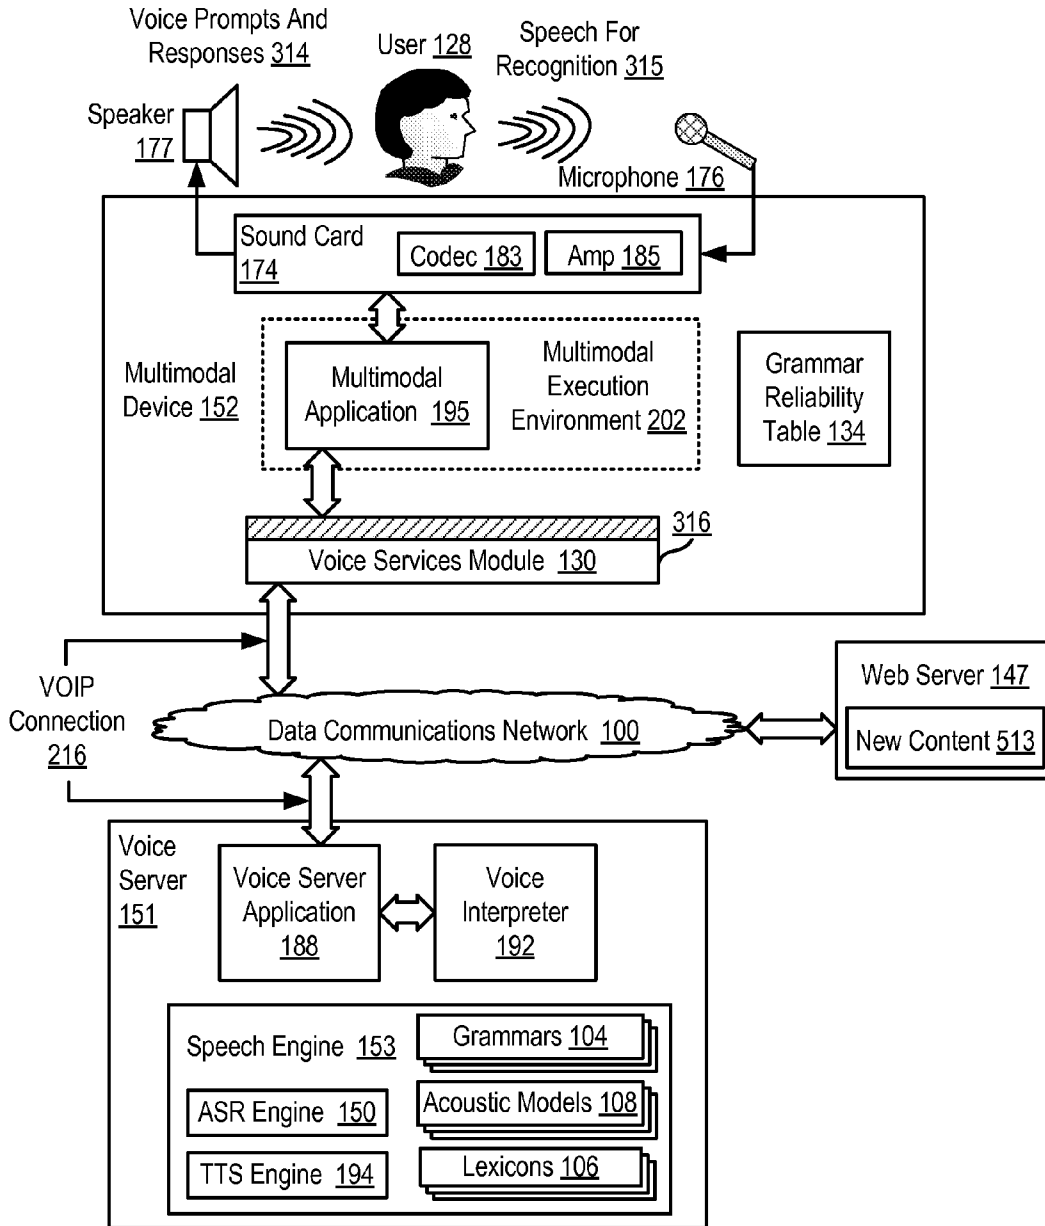 Voice Prompts And
Responses 314
User 128
Speech For
Recognition 315
Speaker
177
Microphone 176
Sound Card
174
Codec 183
Amp 185
Multimodal
Device 152
Multimodal
Application 195
Multimodal
Execution
Environment 202
Grammar
Reliability
Table 134
316
Voice Services Module 130
VOIP
Connection
216
Data Communications Network 100
Web Server 147
New Content 513
Voice
Server
151
Voice Server
Application
188
Voice
Interpreter
192
Speech Engine 153
Grammars 104
ASR Engine 150
Acoustic Models 108
TTS Engine 194
Lexicons 106